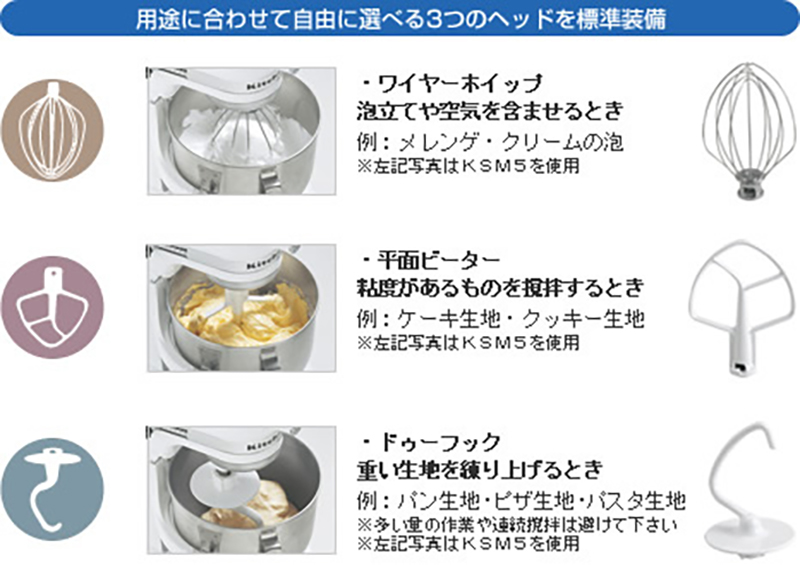 用途に合わせて自由に選べる3つのヘッドを標準装備
・ワイヤーホイップ
泡立てや空気を含ませるとき
例：メレンゲ・クリームの泡
※左記写真はＫＳＭ５を使用
・平面ビーター
粘度があるものを撹拌するとき
例：ケーキ生地・クッキー生地
※左記写真はＫＳＭ５を使用
・ドゥーフック
重い生地を練り上げるとき
例：パン生地・ピザ生地・パスタ生地
※多い量の作業や連続撹拌は避けて下さい
※左記写真はＫＳＭ５を使用